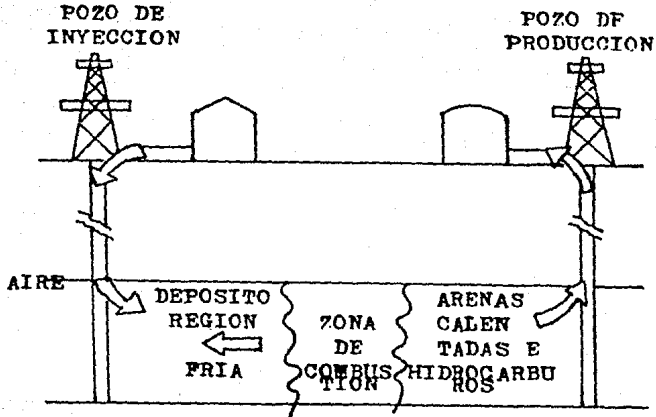 POZO DE
INYECCION
POZO DF
PRODUCCION
AIRE
DEPOSITO
REGION
FRIA
ZONA
DE
COMBUS
TION
ARENAS
CALEN
TADAS E
HIDROCARBU
ROS